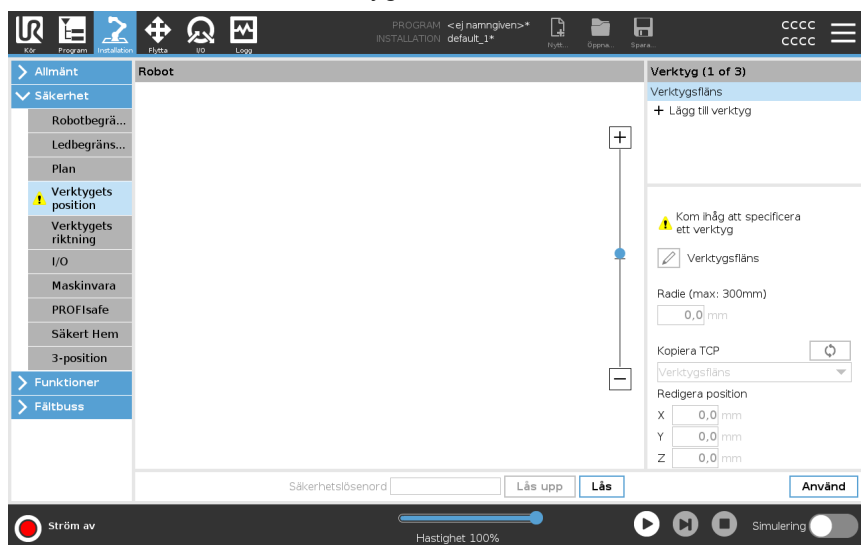 PROGRAM <ej namngiven>*
INSTALLATION default_1*
Kör
Program
Installation
Flytta
I/O
Logg
Nytt...
Öppna...
Spara...
cccc
cccc
Allmänt
Säkerhet
Robotbegrä...
Ledbegräns...
Plan
Verktygets
position
Verktygets
riktning
I/O
Maskinvara
PROFIsafe
Säkert Hem
3-position
Funktioner
Fältbuss
Robot
Verktyg (1 of 3)
Verktygsfläns
+ Lägg till verktyg
Kom ihåg att specificera
ett verktyg
Verktygsfläns
Radie (max: 300mm)
0,0 mm
Kopiera TCP
Verktygsfläns
Redigera position
X 0,0 mm
Y 0,0 mm
Z 0,0 mm
Säkerhetslösenord
Lås upp
Lås
Använd
Ström av
Hastighet 100%
Simulering